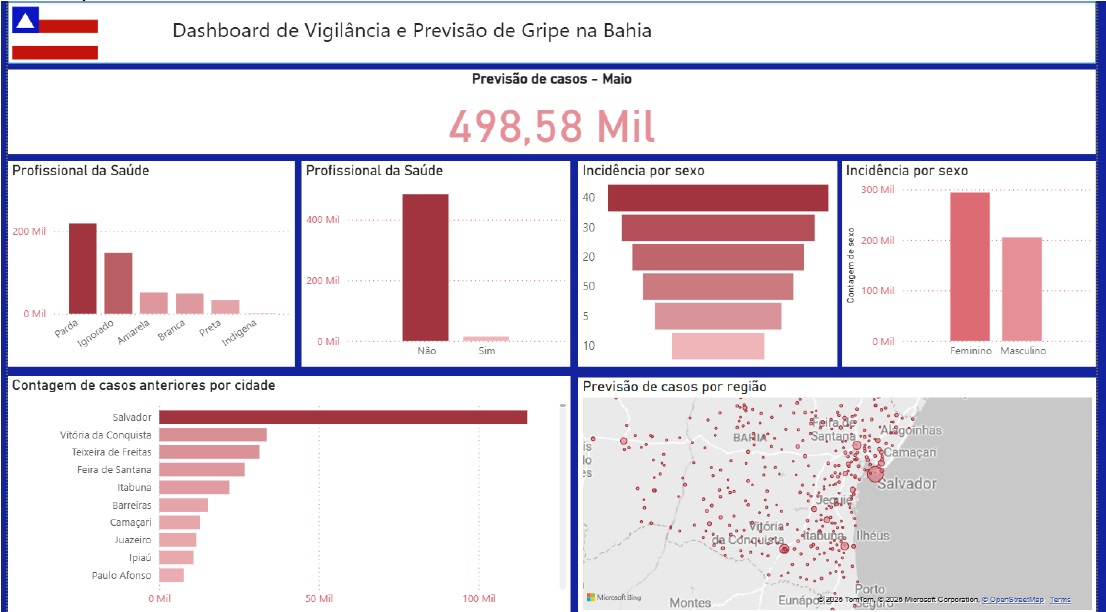 Dashboard de Vigilância e Previsão de Gripe na Bahia
Previsão de casos - Maio
498,58 Mil
Profissional da Saúde
200 Mil
0 Mil
Parda
Ignorado
Amarela
Branca
Preta
Indígena
Profissional da Saúde
400 Mil
200 Mil
0 Mil
Não
Sim
Incidência por sexo
40
30
20
50
5
10
Incidência por sexo
Contagem de sexo
300 Mil
200 Mil
100 Mil
0 Mil
Feminino
Masculino
Contagem de casos anteriores por cidade
Salvador
Vitória da Conquista
Teixeira de Freitas
Feira de Santana
Itabuna
Barreiras
Camaçari
Juazeiro
Ipiaú
Paulo Afonso
0 Mil
50 Mil
100 Mil
Previsão de casos por região
Feira de
Santana
Alagoinhas
BAHIA
Camaçari
Salvador
Jequié
Vitória
da Conquista
Itabuna
Ilhéus
Porto
Seguro
Eunápo
Montes
Microsoft Bing
© 2026 TomTom, © 2026 Microsoft Corporation, © OpenStreetMap Terms